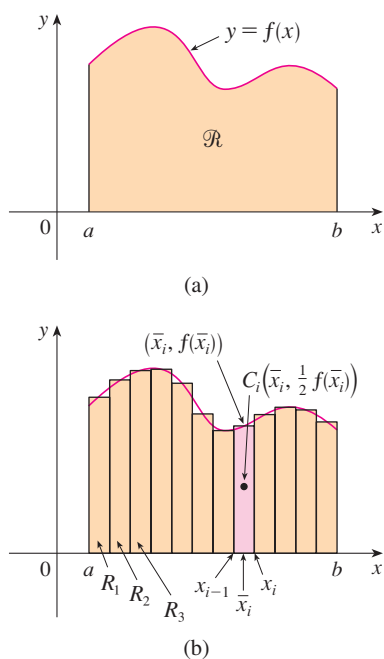 y
y = f(x)
ℛ
0 a b x
(a)
y
(x̄ᵢ, f(x̄ᵢ))
Cᵢ(x̄ᵢ, ½ f(x̄ᵢ))
0 a b x
R₁ R₂ R₃ xᵢ₋₁ x̄ᵢ xᵢ
(b)